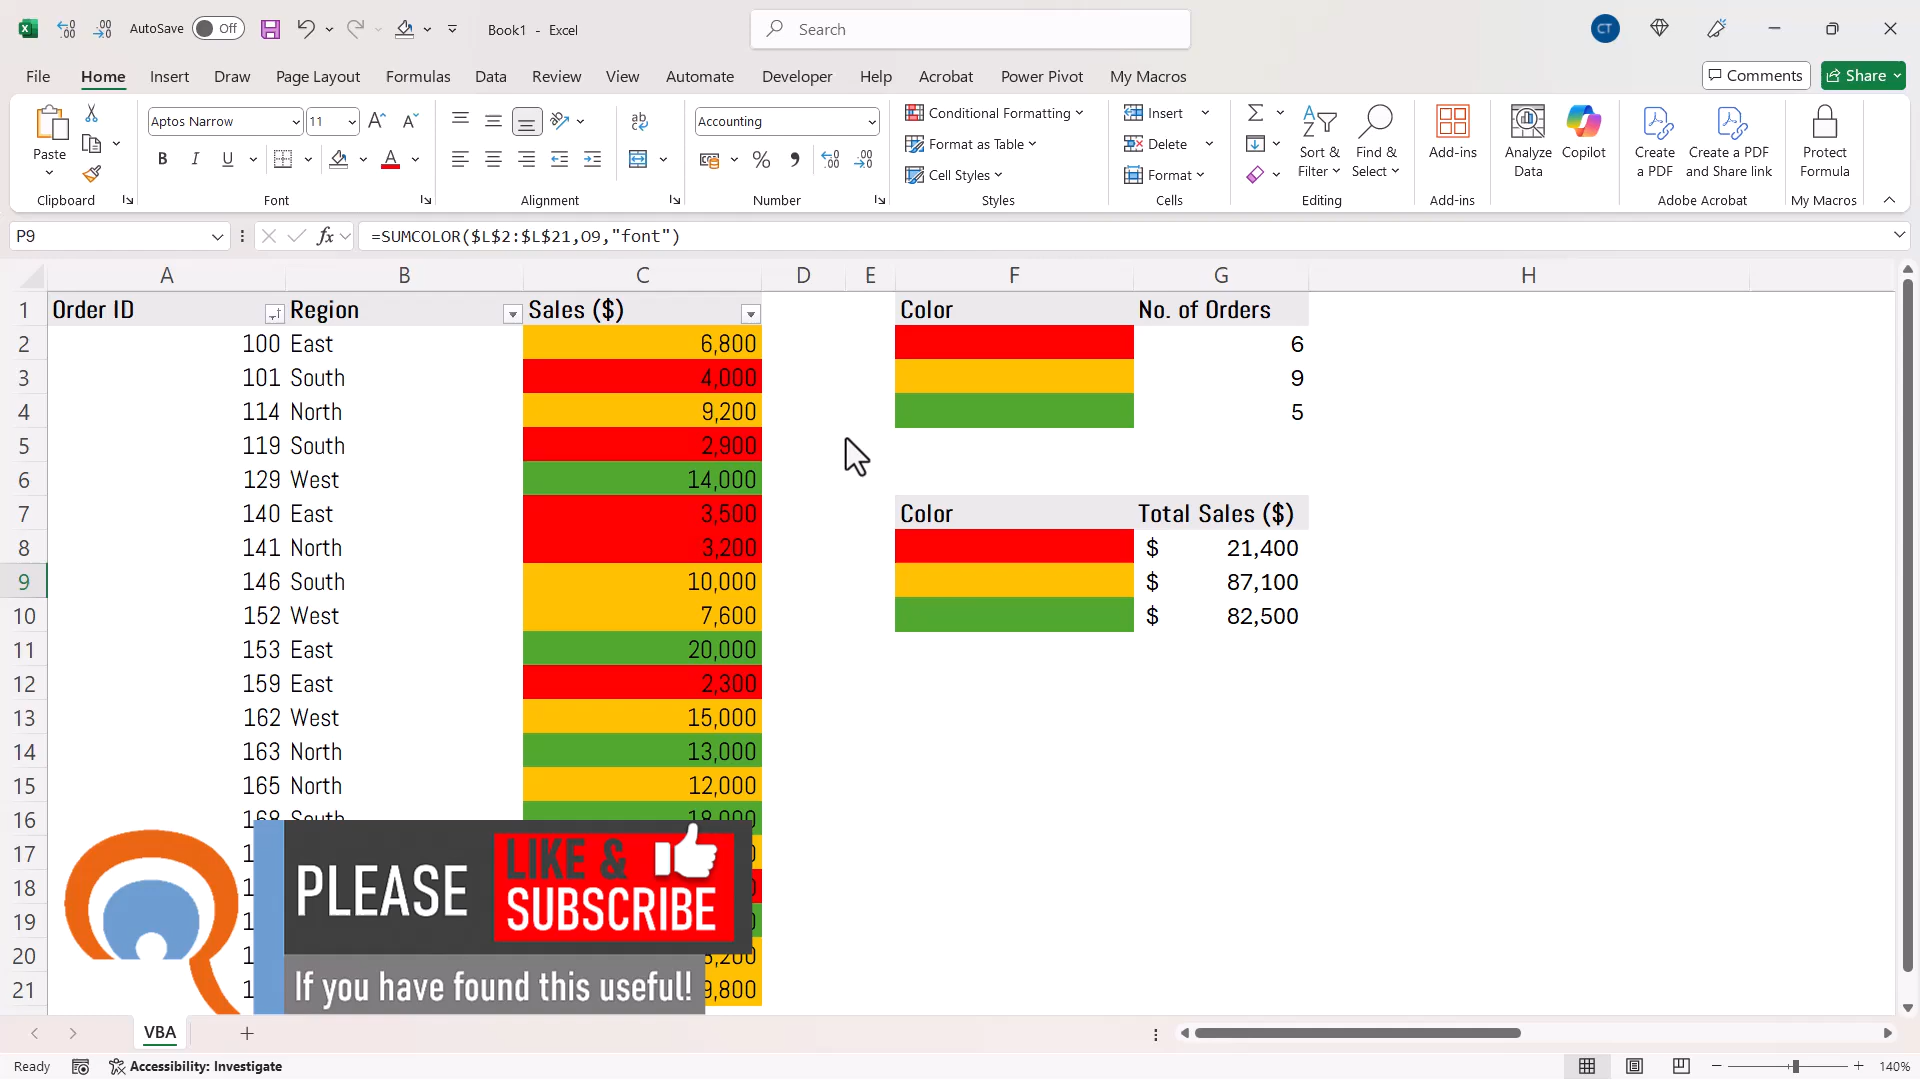 AutoSave Off Book1 - Excel Search CT
File Home Insert Draw Page Layout Formulas Data Review View Automate Developer Help Acrobat Power Pivot My Macros Comments Share
Paste Aptos Narrow 11 Accounting
Conditional Formatting
Format as Table
Cell Styles
Insert
Delete
Format
Sort & Filter
Find & Select
Add-ins
Analyze Data
Copilot
Create a PDF
Create a PDF and Share link
Protect Formula
Clipboard Font Alignment Number Styles Cells Editing Add-ins Adobe Acrobat My Macros
P9 fx =SUMCOLOR($L$2:$L$21,O9,"font")
A B C D E F G H
1 Order ID Region Sales ($) Color No. of Orders
2 100 East 6,800 6
3 101 South 4,000 9
4 114 North 9,200 5
5 119 South 2,900
6 129 West 14,000
7 140 East 3,500 Color Total Sales ($)
8 141 North 3,200 $ 21,400
9 146 South 10,000 $ 87,100
10 152 West 7,600 $ 82,500
11 153 East 20,000
12 159 East 2,300
13 162 West 15,000
14 163 North 13,000
15 165 North 12,000
16 168 South 18,000
17
18
19
20
21 9,800
PLEASE LIKE & SUBSCRIBE
If you have found this useful!
VBA
Ready Accessibility: Investigate 140%